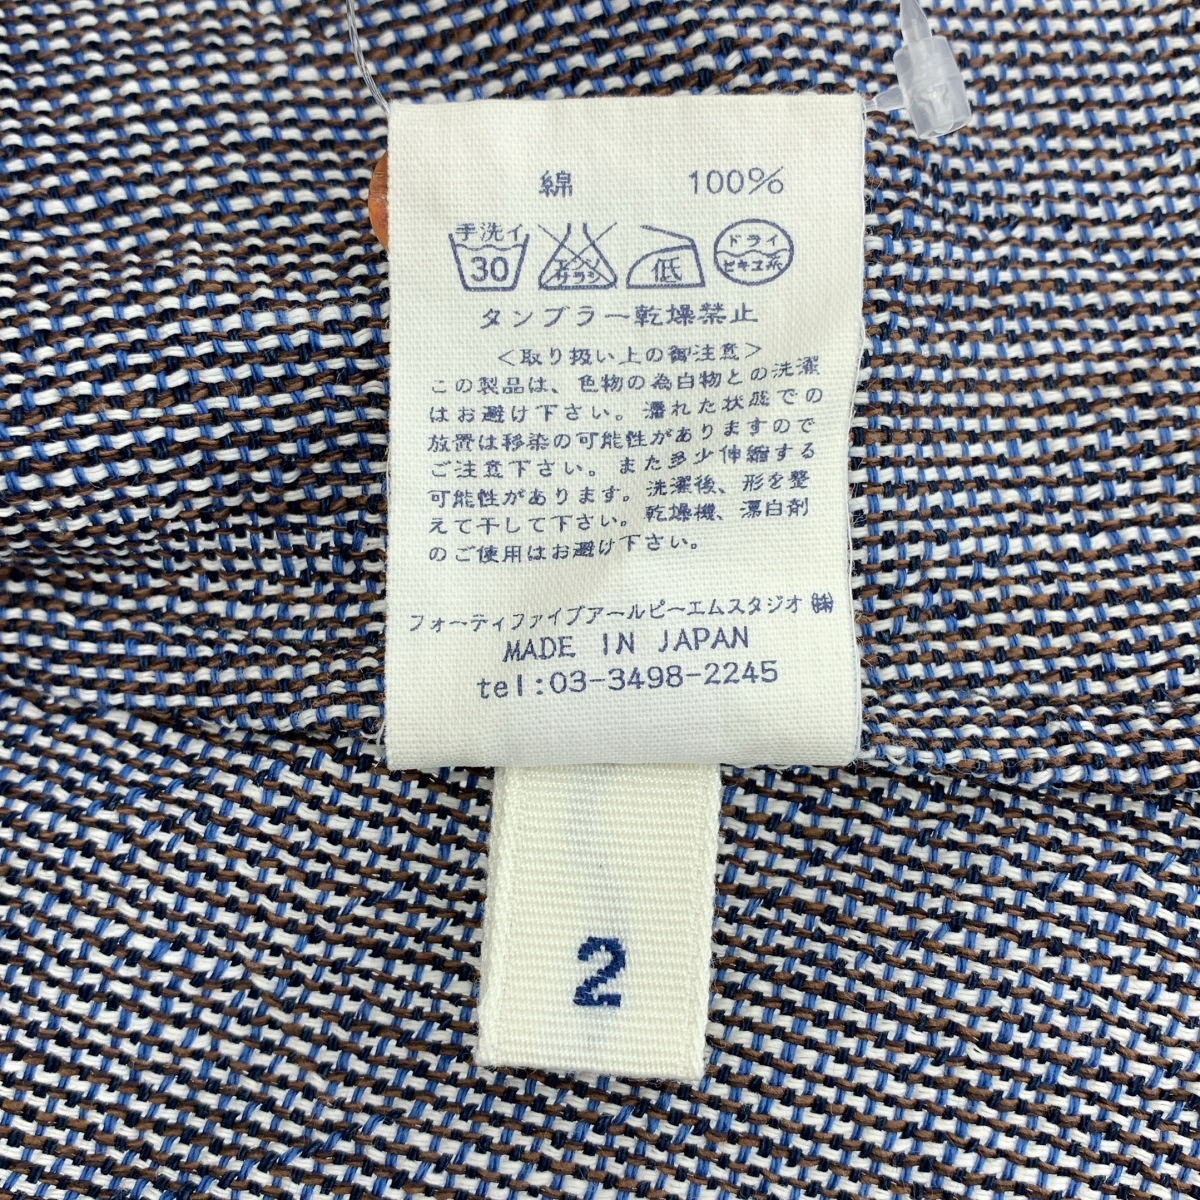 綿 100%
手洗イ 30 エンソサラシ 低 ドライ セキユ系
タンブラー乾燥禁止
<取り扱い上の御注意>
この製品は、色物の為白物との洗濯
はお避け下さい。濡れた状態での
放置は移染の可能性がありますので
ご注意下さい。また多少伸縮する
可能性があります。洗濯後、形を整
えて干して下さい。乾燥機、漂白剤
のご使用はお避け下さい。
フォーティファイブアールピーエムスタジオ ㈱
MADE IN JAPAN
tel:03-3498-2245
2